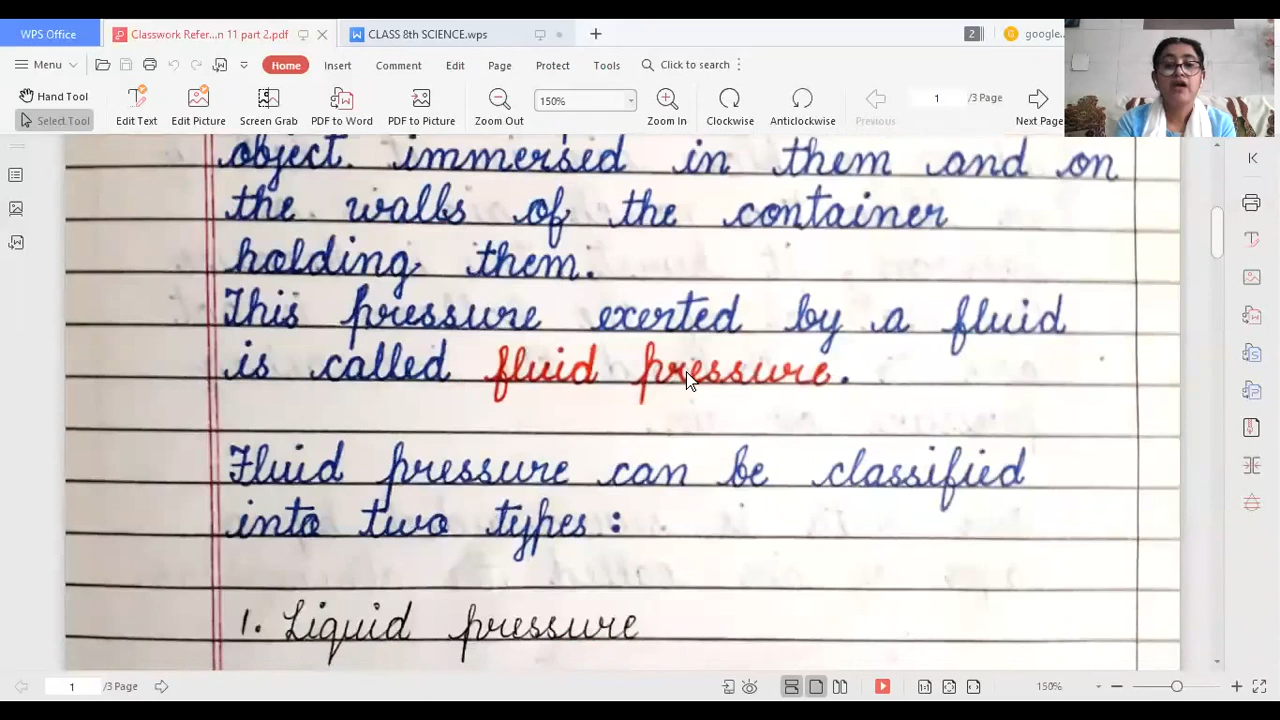 WPS Office
Classwork Refer...n 11 part 2.pdf
CLASS 8th SCIENCE.wps
2
google...
Menu
Home
Insert
Comment
Edit
Page
Protect
Tools
Click to search
Hand Tool
Select Tool
Edit Text
Edit Picture
Screen Grab
PDF to Word
PDF to Picture
Zoom Out
150%
Zoom In
Clockwise
Anticlockwise
Previous
1
/3 Page
Next Page
object immersed in them and on
the walls of the container
holding them.
This pressure exerted by a fluid
is called fluid pressure.
Fluid pressure can be classified
into two types:
1. Liquid pressure
1
/3 Page
150%